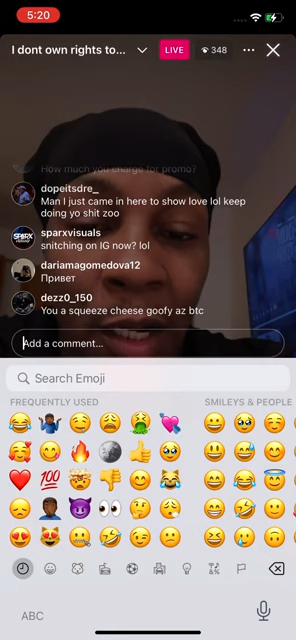 5:20
I dont own rights to...
LIVE
348
How much you charge for promo?
dopeitsdre_
Man I just came in here to show love lol keep
doing yo shit zoo
SPARX
sparxvisuals
snitching on IG now? lol
dariamagomedova12
Привет
dezz0_150
You a squeeze cheese goofy az btc
Add a comment...
Search Emoji
FREQUENTLY USED
SMILEYS & PEOPLE
ABC